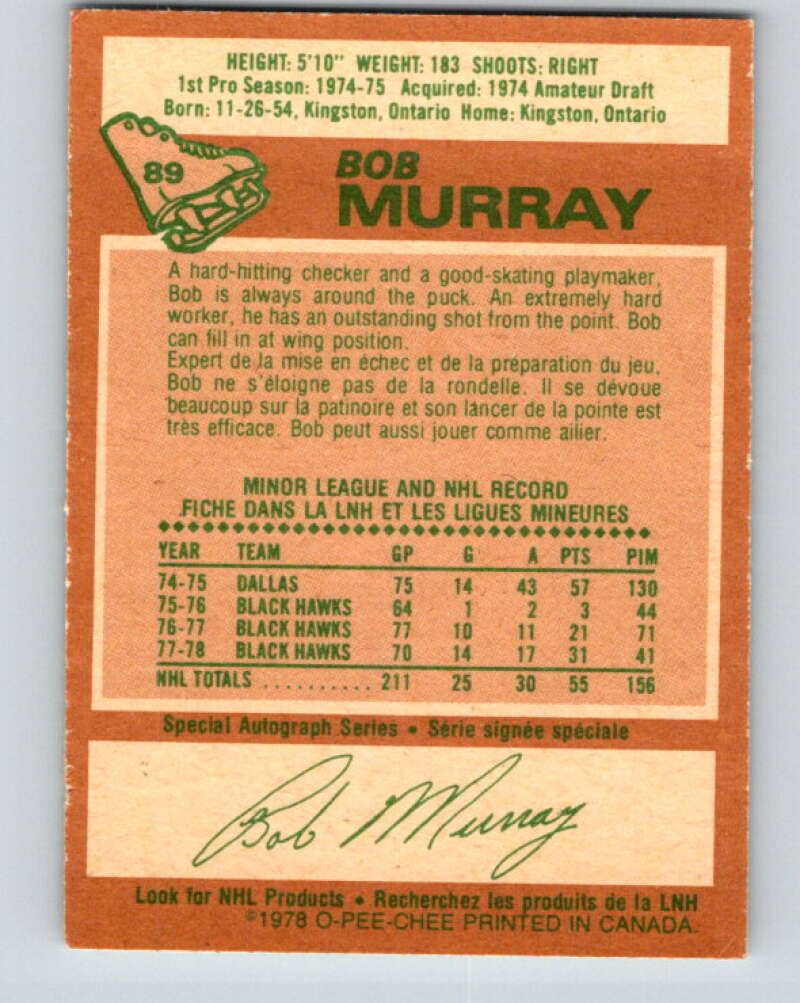 HEIGHT: 5'10" WEIGHT: 183 SHOOTS: RIGHT
1st Pro Season: 1974-75 Acquired: 1974 Amateur Draft
Born: 11-26-54, Kingston, Ontario Home: Kingston, Ontario
89
BOB
MURRAY
A hard-hitting checker and a good-skating playmaker,
Bob is always around the puck. An extremely hard
worker, he has an outstanding shot from the point. Bob
can fill in at wing position.
Expert de la mise en échec et de la préparation du jeu,
Bob ne s'éloigne pas de la rondelle. Il se dévoue
beaucoup sur la patinoire et son lancer de la pointe est
très efficace. Bob peut aussi jouer comme ailier.
MINOR LEAGUE AND NHL RECORD
FICHE DANS LA LNH ET LES LIGUES MINEURES
YEAR TEAM GP G A PTS PIM
74-75 DALLAS 75 14 43 57 130
75-76 BLACK HAWKS 64 1 2 3 44
76-77 BLACK HAWKS 77 10 11 21 71
77-78 BLACK HAWKS 70 14 17 31 41
NHL TOTALS .......... 211 25 30 55 156
Special Autograph Series • Série signée spéciale
Bob Murray
Look for NHL Products • Recherchez les produits de la LNH
©1978 O-PEE-CHEE PRINTED IN CANADA.